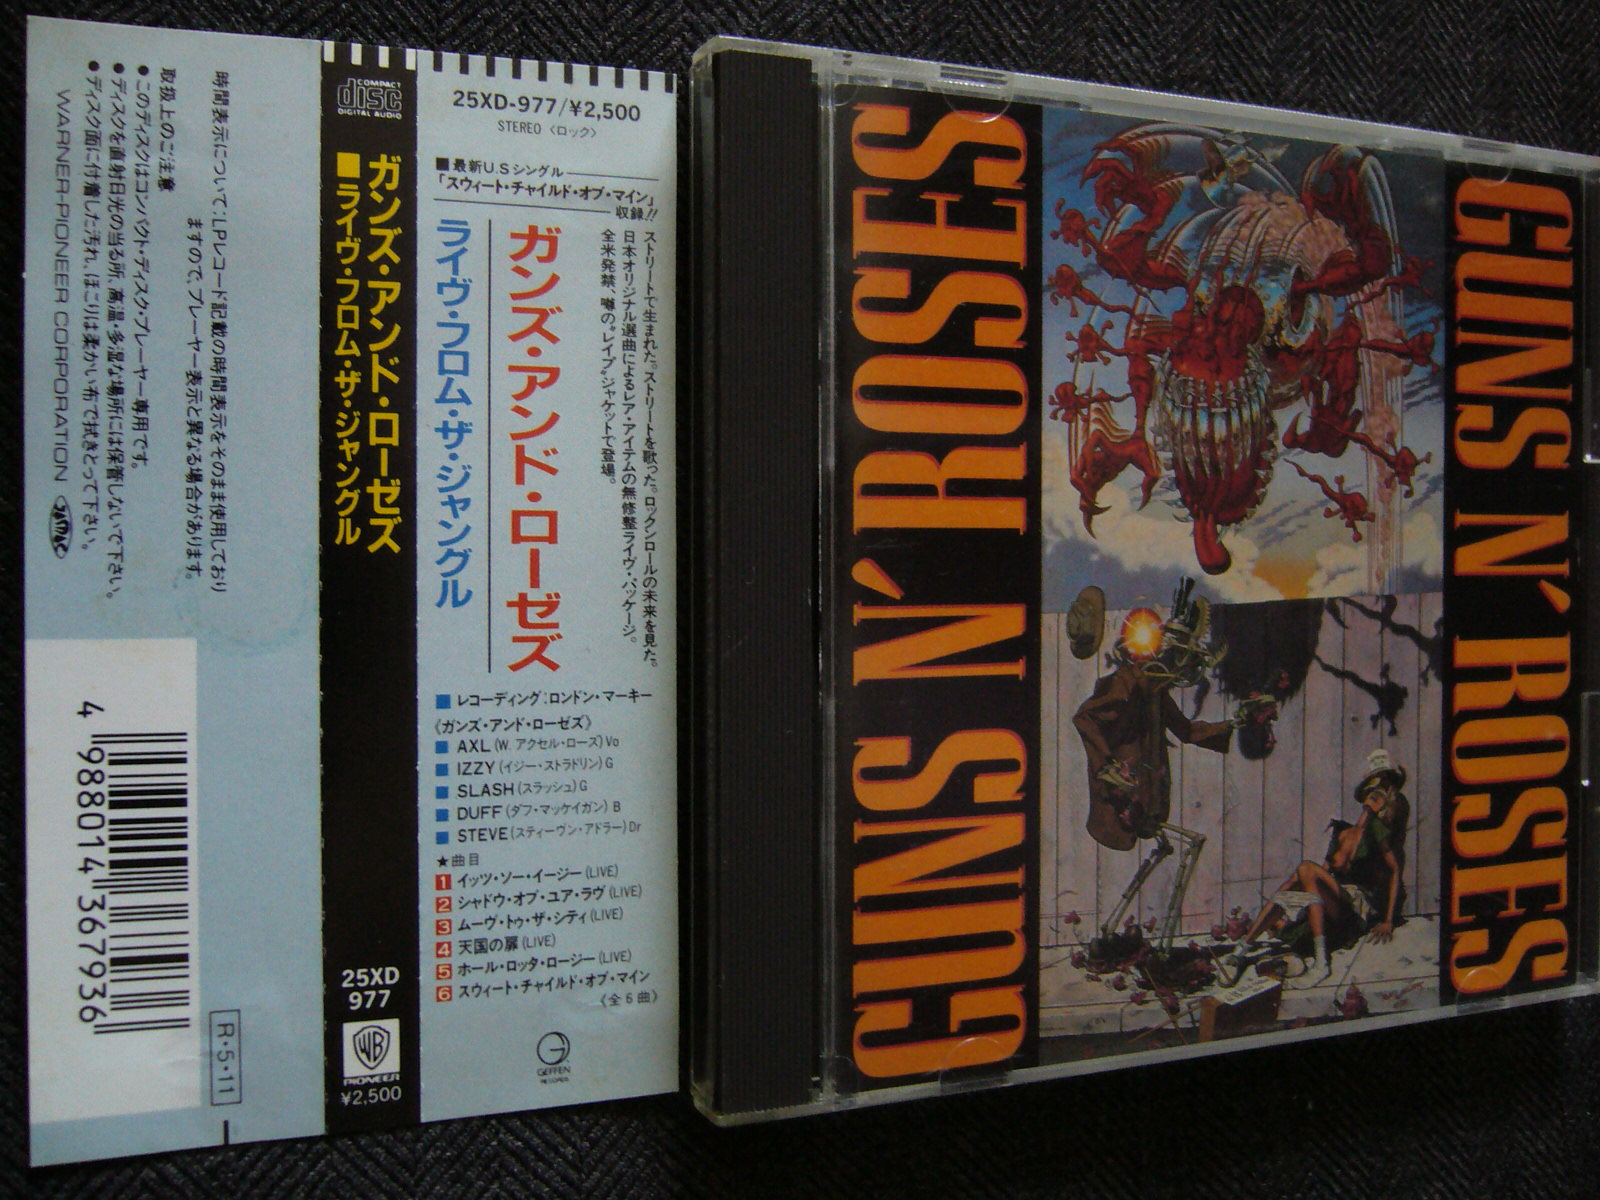 時間表示について:LPレコード記載の時間表示をそのまま使用しており
ますので、プレーヤー表示と異なる場合があります。
取扱上のご注意
●このディスクはコンパクト・ディスク・プレーヤー専用です。
●ディスクを直射日光の当る所、高温・多湿な場所には保管しないで下さい。
●ディスク面に付着した汚れ、ほこりは柔かい布で拭きとって下さい。
WARNER-PIONEER CORPORATION
4 988014 367936
R・5・11
COMPACT
disc
DIGITAL AUDIO
ガンズ・アンド・ローゼズ
■ライヴ・フロム・ザ・ジャングル
25XD
977
WB
PIONEER
¥2,500
25XD-977/¥2,500
STEREO〈ロック〉
■最新U.Sシングル
「スウィート・チャイルド・オブ・マイン」
収録!!
ストリートで生まれた。ストリートを歌った。ロックンロールの未来を見た。
日本オリジナル選曲によるレア・アイテムの無修整ライヴ・パッケージ。
全米発禁、噂の"レイプ"ジャケットで登場。
ガンズ・アンド・ローゼズ
ライヴ・フロム・ザ・ジャングル
■レコーディング:ロンドン・マーキー
《ガンズ・アンド・ローゼズ》
■AXL(W. アクセル・ローズ)Vo
■IZZY(イジー・ストラドリン)G
■SLASH(スラッシュ)G
■DUFF(ダフ・マッケイガン)B
■STEVE(スティーヴン・アドラー)Dr
★曲目
1 イッツ・ソー・イージー(LIVE)
2 シャドウ・オブ・ユア・ラヴ(LIVE)
3 ムーヴ・トゥ・ザ・シティ(LIVE)
4 天国の扉(LIVE)
5 ホール・ロッタ・ロージー(LIVE)
6 スウィート・チャイルド・オブ・マイン
《全6曲》
GEFFEN
RECORDS
GUNS N' ROSES
GUNS N' ROSES